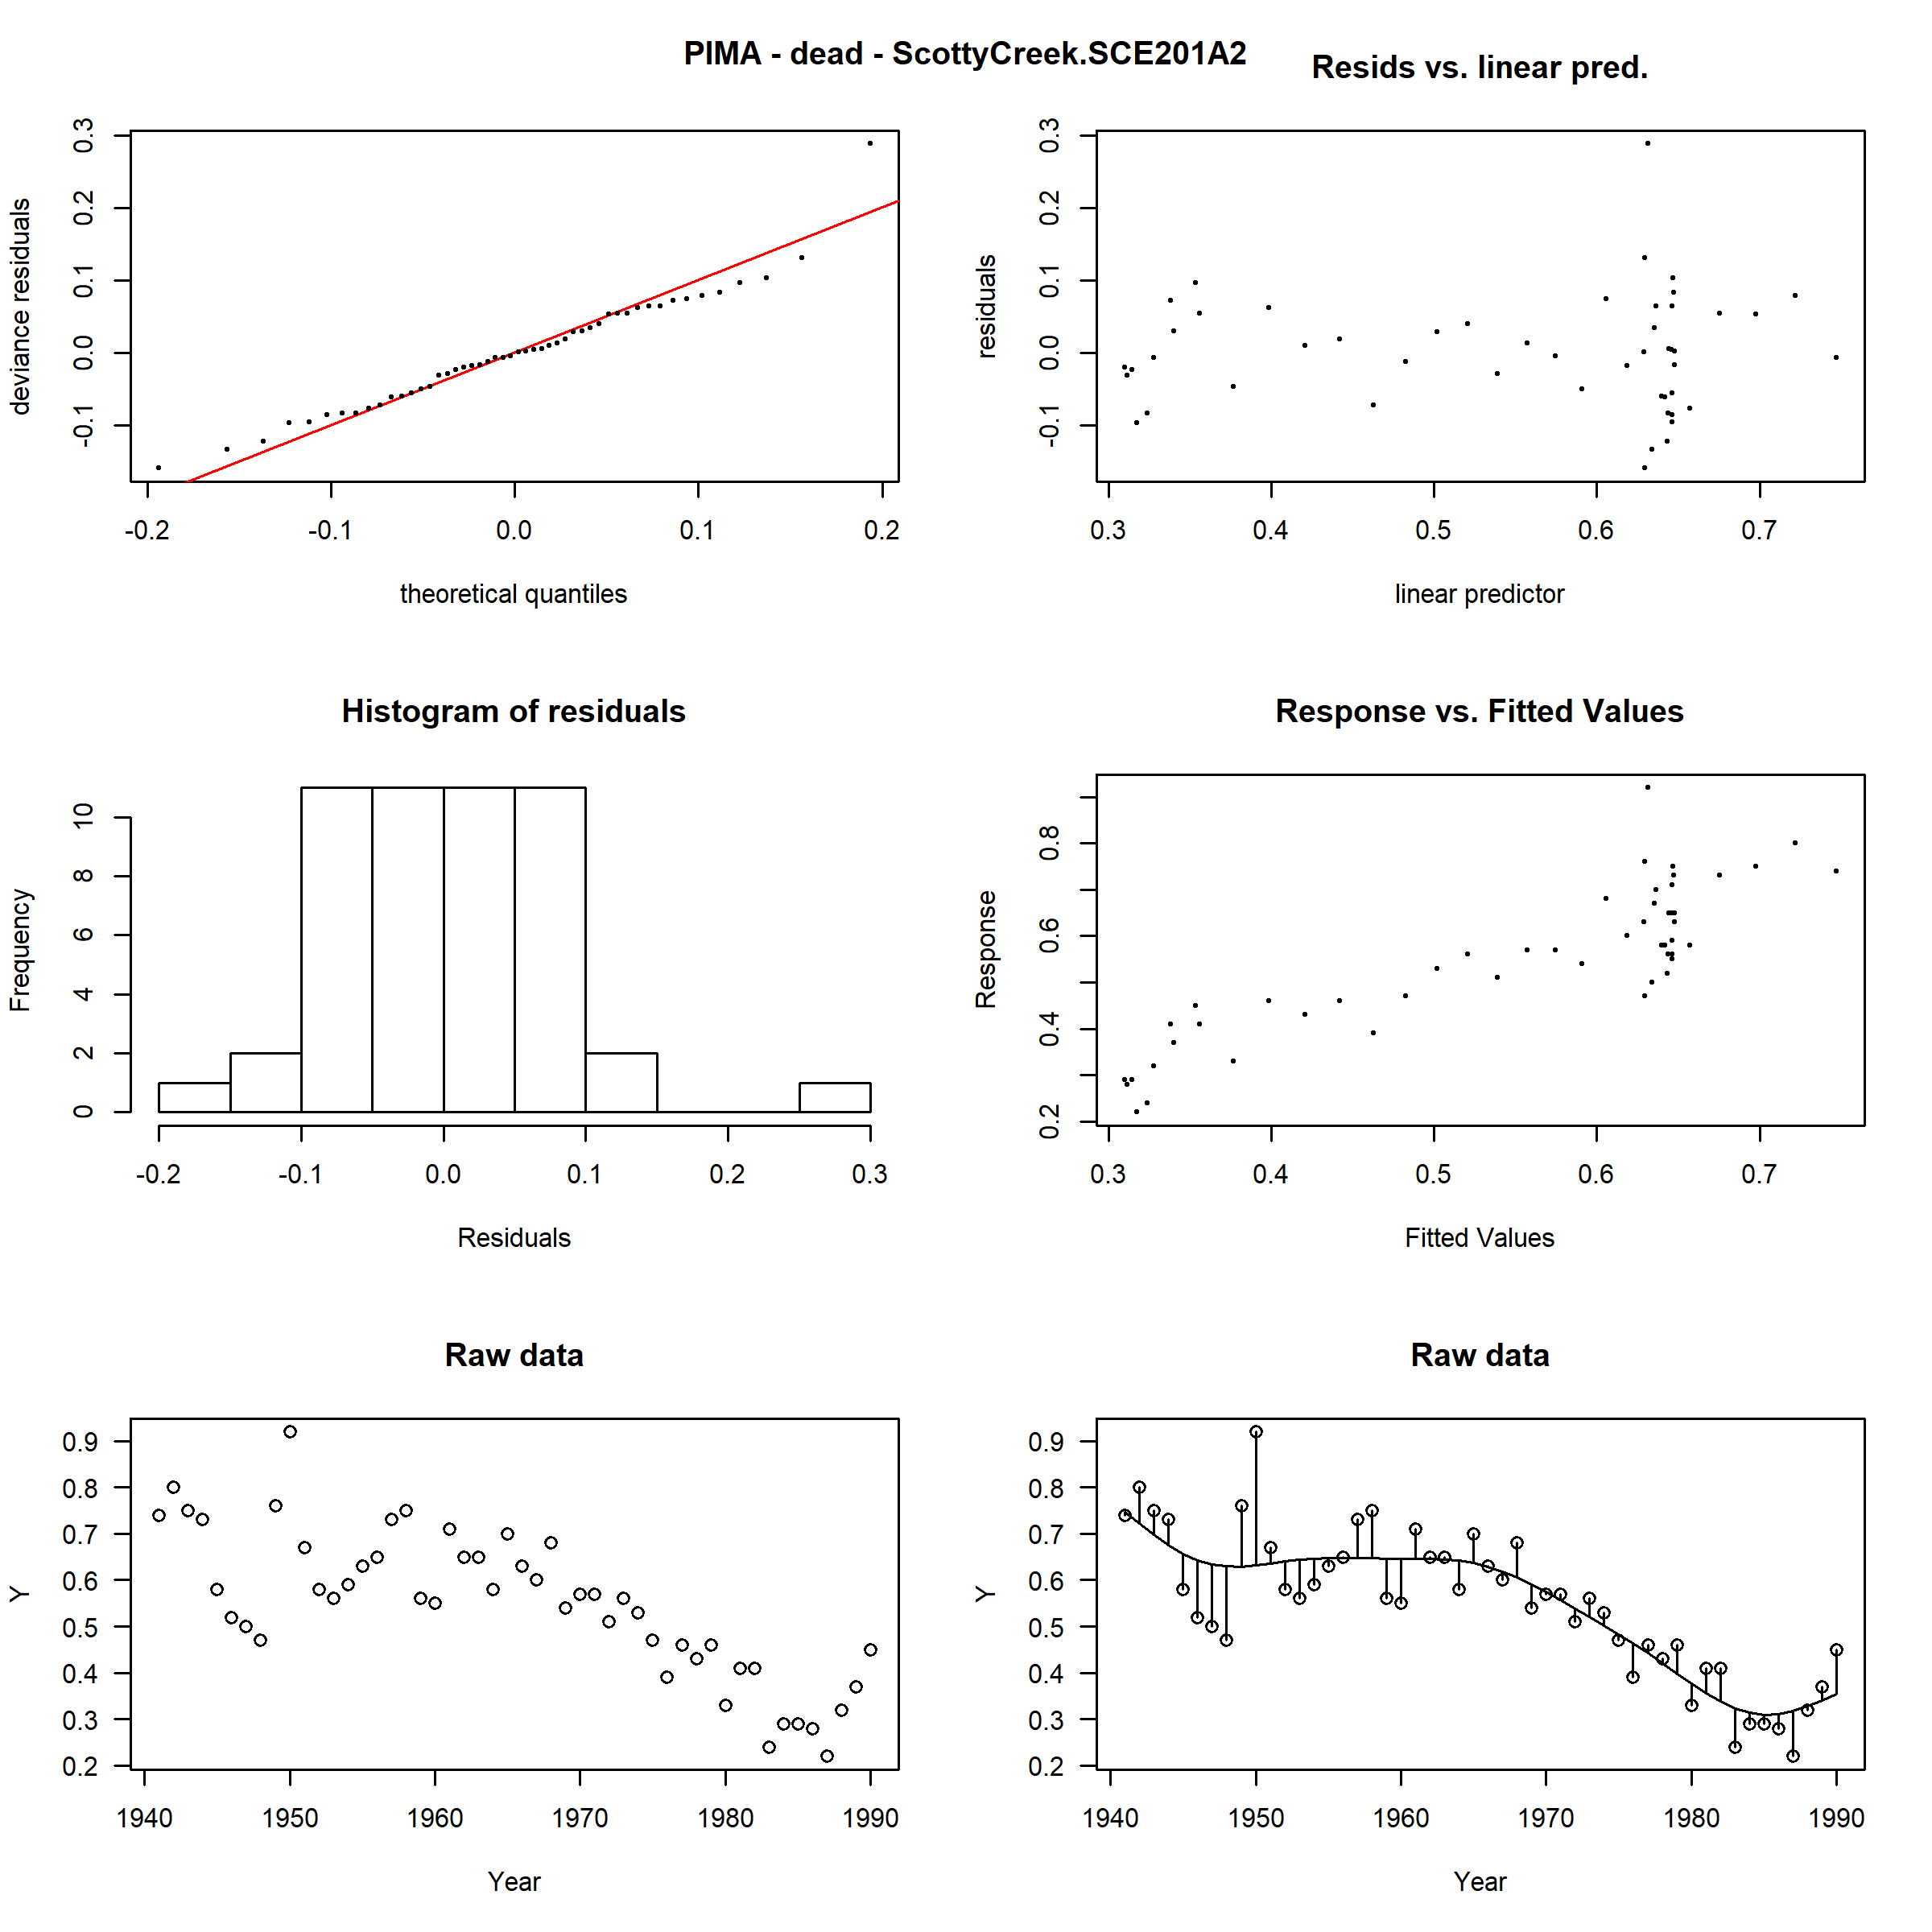 PIMA - dead - ScottyCreek.SCE201A2
Resids vs. linear pred.
deviance residuals
-0.1 0.0 0.1 0.2 0.3
-0.2 -0.1 0.0 0.1 0.2
theoretical quantiles
residuals
-0.1 0.0 0.1 0.2 0.3
0.3 0.4 0.5 0.6 0.7
linear predictor
Histogram of residuals
Frequency
0 2 4 6 8 10
-0.2 -0.1 0.0 0.1 0.2 0.3
Residuals
Response vs. Fitted Values
Response
0.2 0.4 0.6 0.8
0.3 0.4 0.5 0.6 0.7
Fitted Values
Raw data
Y
0.9
0.8
0.7
0.6
0.5
0.4
0.3
0.2
1940 1950 1960 1970 1980 1990
Year
Raw data
Y
0.9
0.8
0.7
0.6
0.5
0.4
0.3
0.2
1940 1950 1960 1970 1980 1990
Year